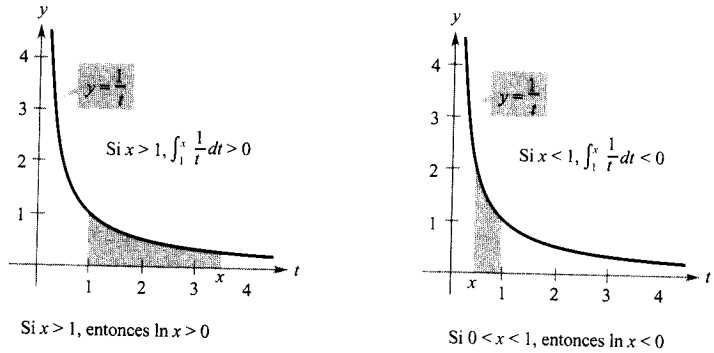 y
4
3
2
1
y = 1/t
Si x > 1, ∫₁ˣ 1/t dt > 0
1 2 3 x 4 t
Si x > 1, entonces ln x > 0
y
4
3
2
1
y = 1/t
Si x < 1, ∫₁ˣ 1/t dt < 0
x 1 2 3 4 t
Si 0 < x < 1, entonces ln x < 0